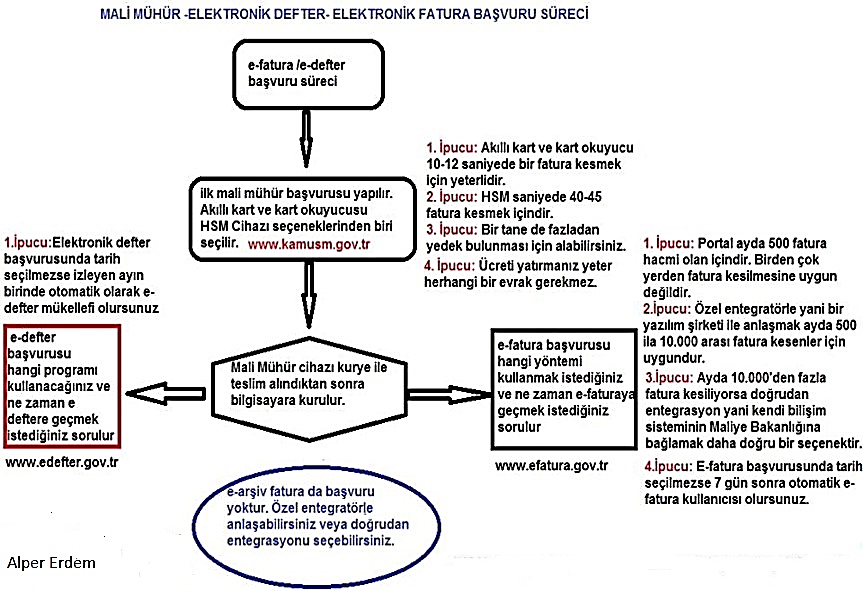 MALİ MÜHÜR -ELEKTRONİK DEFTER- ELEKTRONİK FATURA BAŞVURU SÜRECİ
e-fatura /e-defter
başvuru süreci
ilk mali mühür başvurusu yapılır.
Akıllı kart ve kart okuyucusu
HSM Cihazı seçeneklerinden biri
seçilir. www.kamusm.gov.tr
1. İpucu: Akıllı kart ve kart okuyucu
10-12 saniyede bir fatura kesmek
için yeterlidir.
2. İpucu: HSM saniyede 40-45
fatura kesmek içindir.
3. İpucu: Bir tane de fazladan
yedek bulunması için alabilirsiniz.
4. İpucu: Ücreti yatırmanız yeter
herhangi bir evrak gerekmez.
1.İpucu:Elektronik defter
başvurusunda tarih
seçilmezse izleyen ayın
birinde otomatik olarak e-
defter mükellefi olursunuz
e-defter
başvurusu
hangi programı
kullanacağınız ve
ne zaman e
deftere geçmek
istediğiniz sorulur
www.edefter.gov.tr
Mali Mühür cihazı kurye ile
teslim alındıktan sonra
bilgisayara kurulur.
e-fatura başvurusu
hangi yöntemi
kullanmak istediğiniz
ve ne zaman e-faturaya
geçmek istediğiniz
sorulur
www.efatura.gov.tr
1. İpucu: Portal ayda 500 fatura
hacmi olan içindir. Birden çok
yerden fatura kesilmesine uygun
değildir.
2.İpucu: Özel entegratörle yani bir
yazılım şirketi ile anlaşmak ayda 500
ila 10.000 arası fatura kesenler için
uygundur.
3.İpucu: Ayda 10.000'den fazla
fatura kesiliyorsa doğrudan
entegrasyon yani kendi bilişim
sisteminin Maliye Bakanlığına
bağlamak daha doğru bir seçenektir.
4.İpucu: E-fatura başvurusunda tarih
seçilmezse 7 gün sonra otomatik e-
fatura kullanıcısı olursunuz.
e-arşiv fatura da başvuru
yoktur. Özel entegratörle
anlaşabilirsiniz veya doğrudan
entegrasyonu seçebilirsiniz.
Alper Erdem